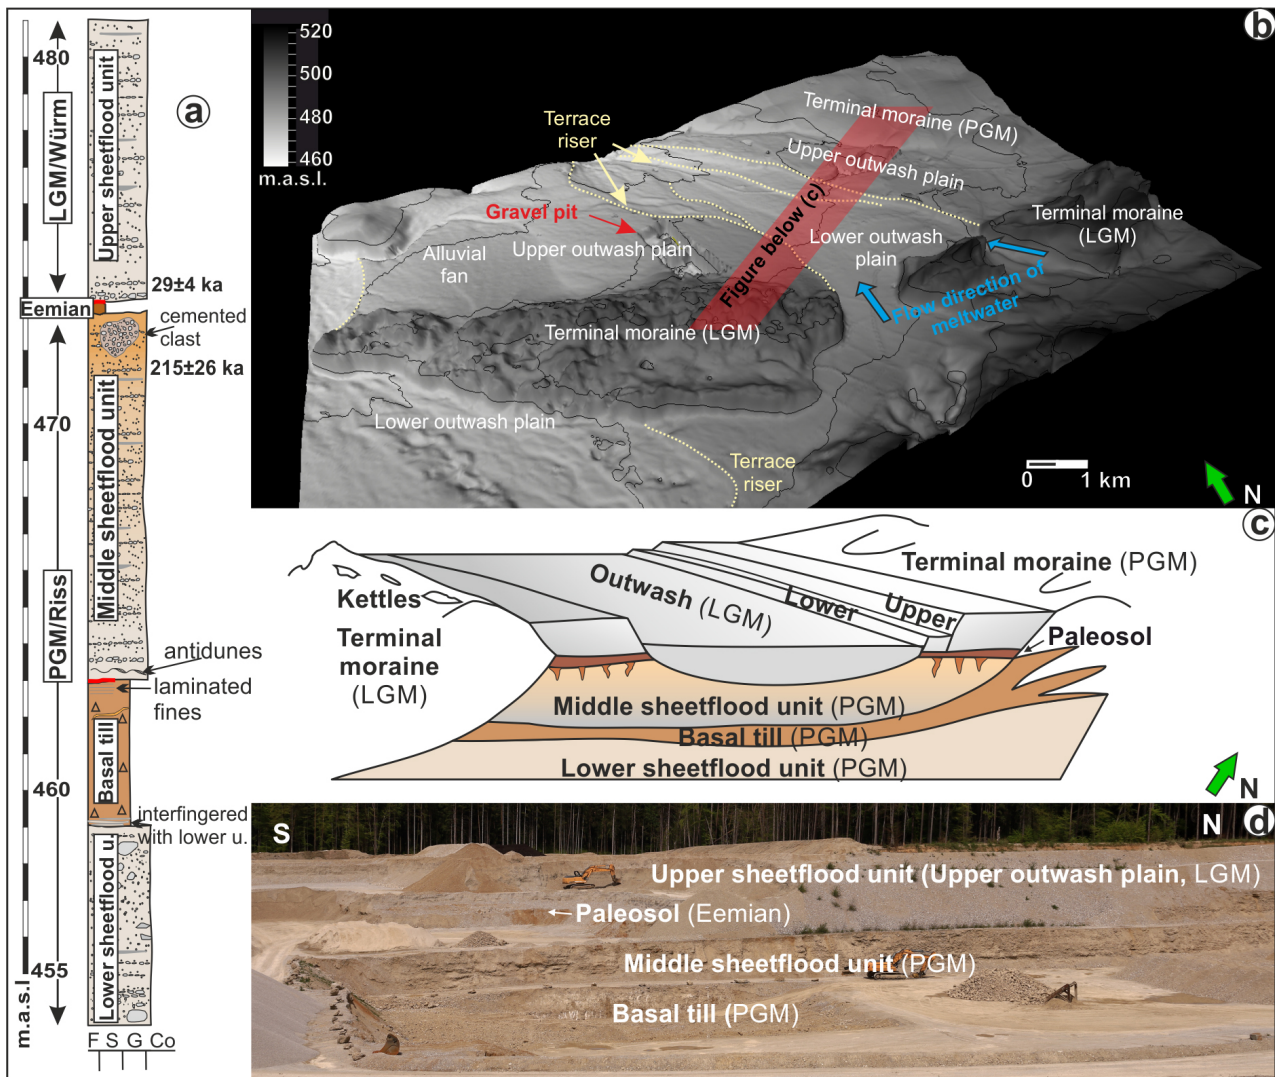 a
480
470
460
455
m.a.s.l
LGM/Würm
Eemian
PGM/Riss
Upper sheetflood unit
Middle sheetflood unit
Basal till
Lower sheetflood u.
29±4 ka
cemented
clast
215±26 ka
antidunes
laminated
fines
interfingered
with lower u.
F S G Co
b
520
500
480
460
m.a.s.l.
Terrace
riser
Terminal moraine (PGM)
Upper outwash plain
Gravel pit
Alluvial
fan
Upper outwash plain
Lower outwash
plain
Terminal moraine
(LGM)
Figure below (c)
Flow direction of
meltwater
Terminal moraine (LGM)
Lower outwash plain
Terrace
riser
0 1 km
N
c
Kettles
Terminal
moraine
(LGM)
Outwash (LGM)
Lower
Upper
Terminal moraine (PGM)
Paleosol
Middle sheetflood unit (PGM)
Basal till (PGM)
Lower sheetflood unit (PGM)
N
d
S
N
Upper sheetflood unit (Upper outwash plain, LGM)
Paleosol (Eemian)
Middle sheetflood unit (PGM)
Basal till (PGM)